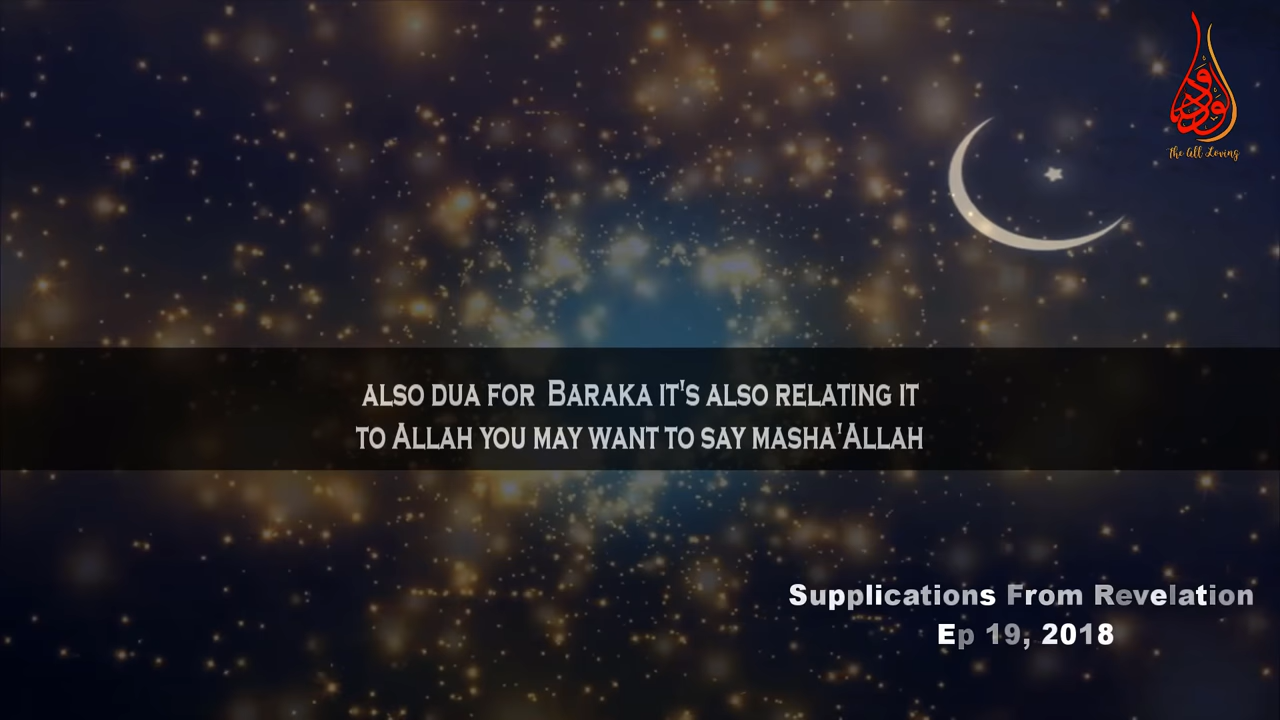 الودود
The All Loving
ALSO DUA FOR BARAKA IT'S ALSO RELATING IT
TO ALLAH YOU MAY WANT TO SAY MASHA'ALLAH
Supplications From Revelation
Ep 19, 2018